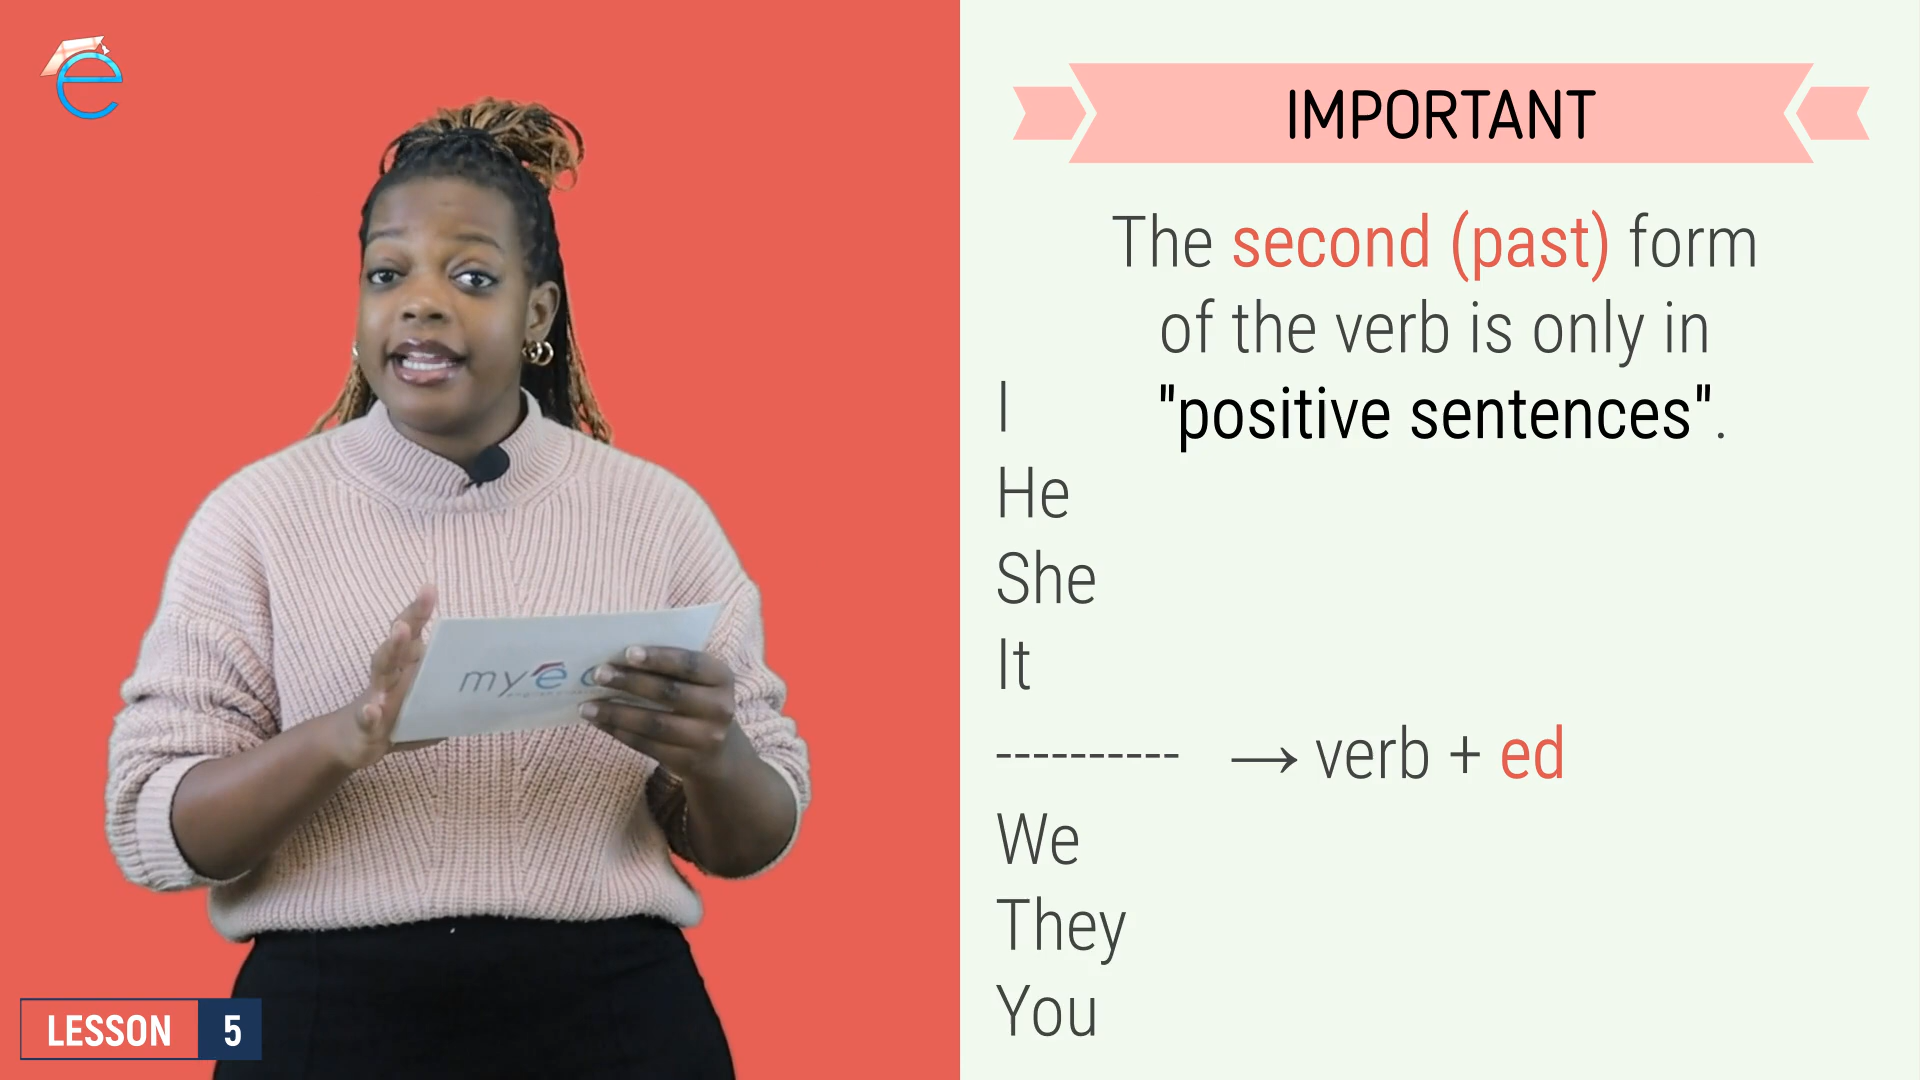 e
IMPORTANT
The second (past) form
of the verb is only in
"positive sentences".
I
He
She
It
---------- → verb + ed
We
They
You
my e
LESSON 5